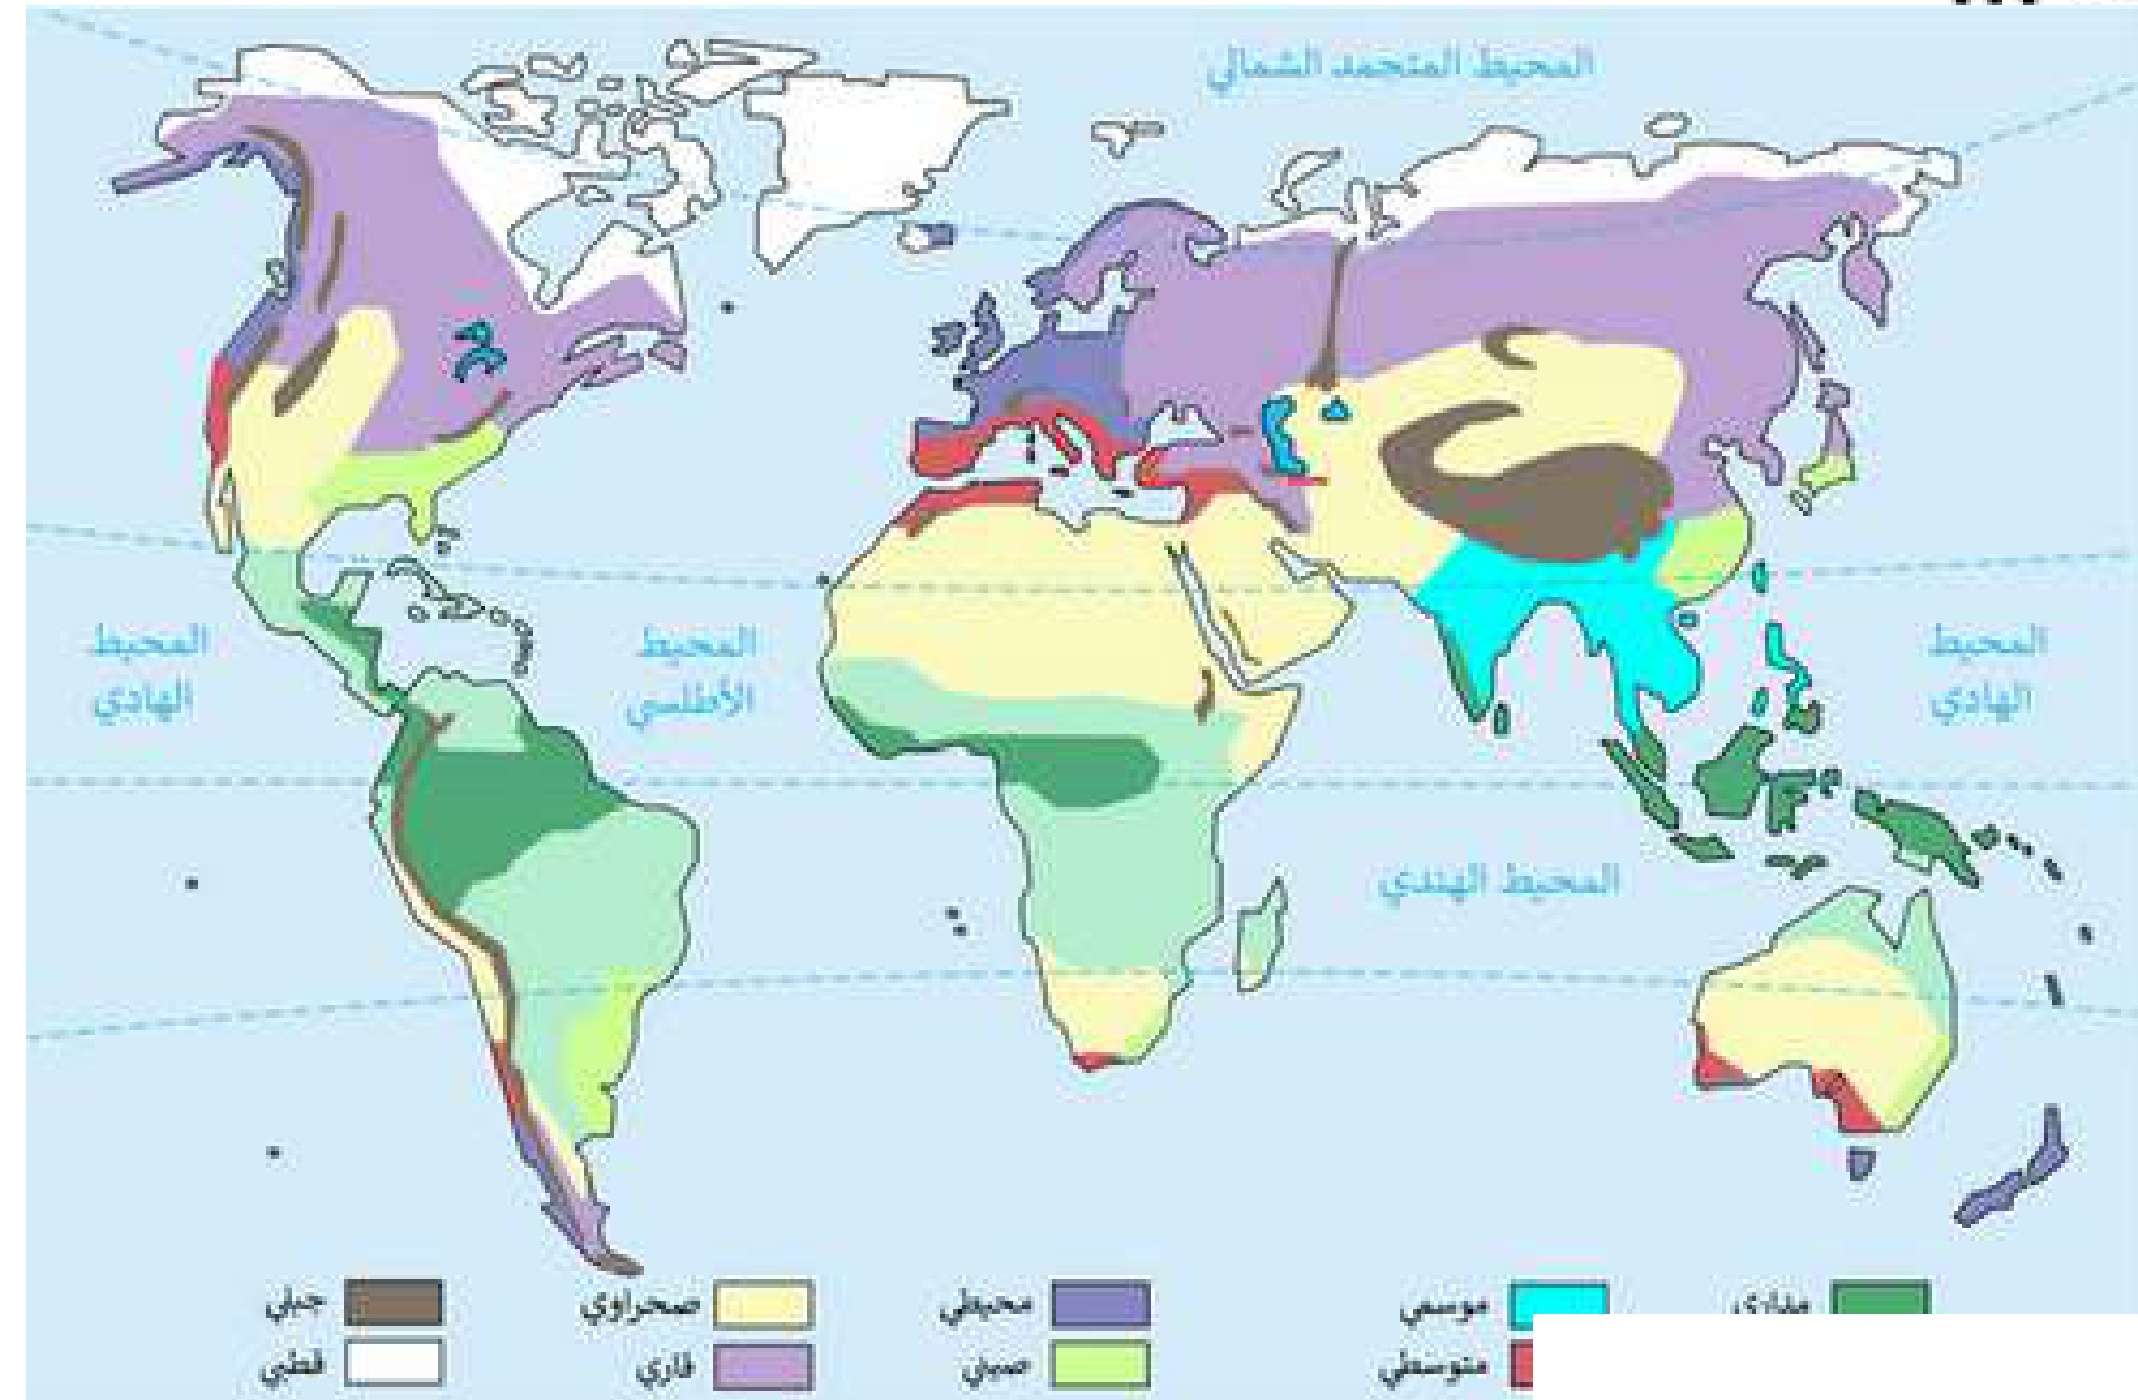 المحيط المتجمد الشمالي
المحيط
الهادي
المحيط
الأطلسي
المحيط
الهادي
المحيط الهندي
مداري
موسمي
محيطي
صحراوي
جبلي
متوسطي
صيني
قاري
قطبي